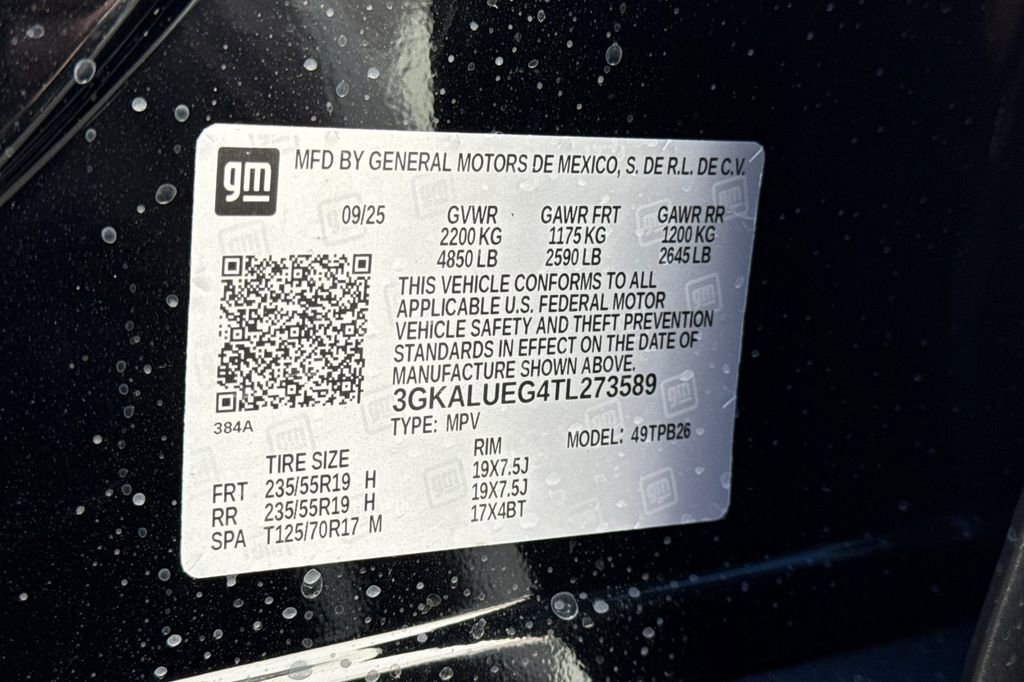 gm
MFD BY GENERAL MOTORS DE MEXICO, S. DE R.L. DE C.V.
09/25 GVWR GAWR FRT GAWR RR
2200 KG 1175 KG 1200 KG
4850 LB 2590 LB 2645 LB
THIS VEHICLE CONFORMS TO ALL
APPLICABLE U.S. FEDERAL MOTOR
VEHICLE SAFETY AND THEFT PREVENTION
STANDARDS IN EFFECT ON THE DATE OF
MANUFACTURE SHOWN ABOVE.
3GKALUEG4TL273589
384A
TYPE: MPV MODEL: 49TPB26
TIRE SIZE RIM
FRT 235/55R19 H 19X7.5J
RR 235/55R19 H 19X7.5J
SPA T125/70R17 M 17X4BT